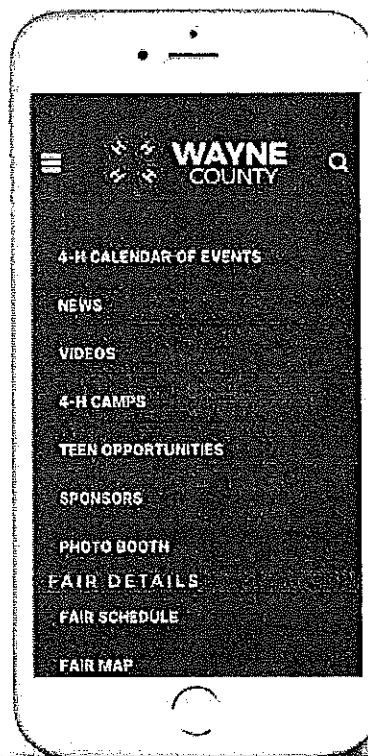 H H
H H
WAYNE
COUNTY
4-H CALENDAR OF EVENTS
NEWS
VIDEOS
4-H CAMPS
TEEN OPPORTUNITIES
SPONSORS
PHOTO BOOTH
FAIR DETAILS
FAIR SCHEDULE
FAIR MAP